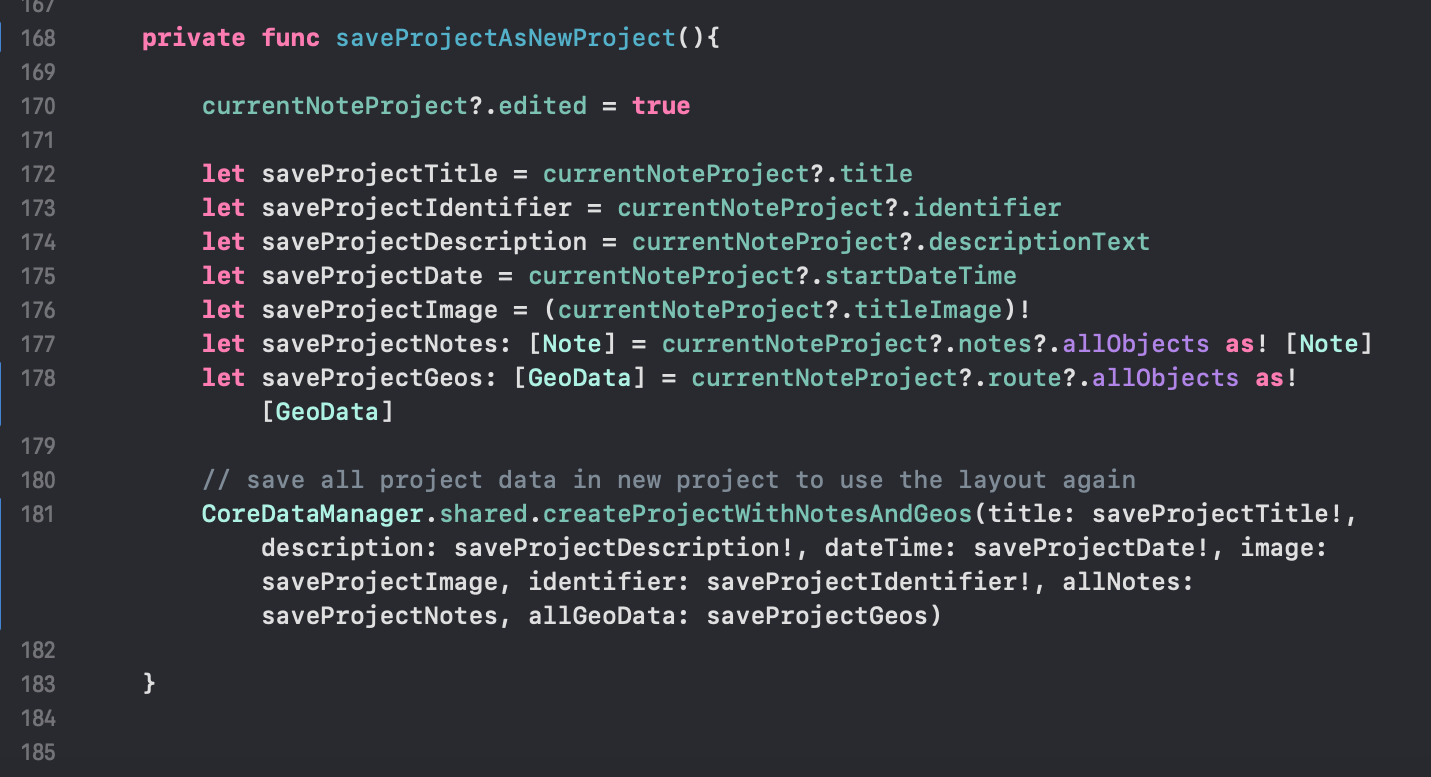 167
168 private func saveProjectAsNewProject(){
169
170 currentNoteProject?.edited = true
171
172 let saveProjectTitle = currentNoteProject?.title
173 let saveProjectIdentifier = currentNoteProject?.identifier
174 let saveProjectDescription = currentNoteProject?.descriptionText
175 let saveProjectDate = currentNoteProject?.startDateTime
176 let saveProjectImage = (currentNoteProject?.titleImage)!
177 let saveProjectNotes: [Note] = currentNoteProject?.notes?.allObjects as! [Note]
178 let saveProjectGeos: [GeoData] = currentNoteProject?.route?.allObjects as!
[GeoData]
179
180 // save all project data in new project to use the layout again
181 CoreDataManager.shared.createProjectWithNotesAndGeos(title: saveProjectTitle!,
description: saveProjectDescription!, dateTime: saveProjectDate!, image:
saveProjectImage, identifier: saveProjectIdentifier!, allNotes:
saveProjectNotes, allGeoData: saveProjectGeos)
182
183 }
184
185